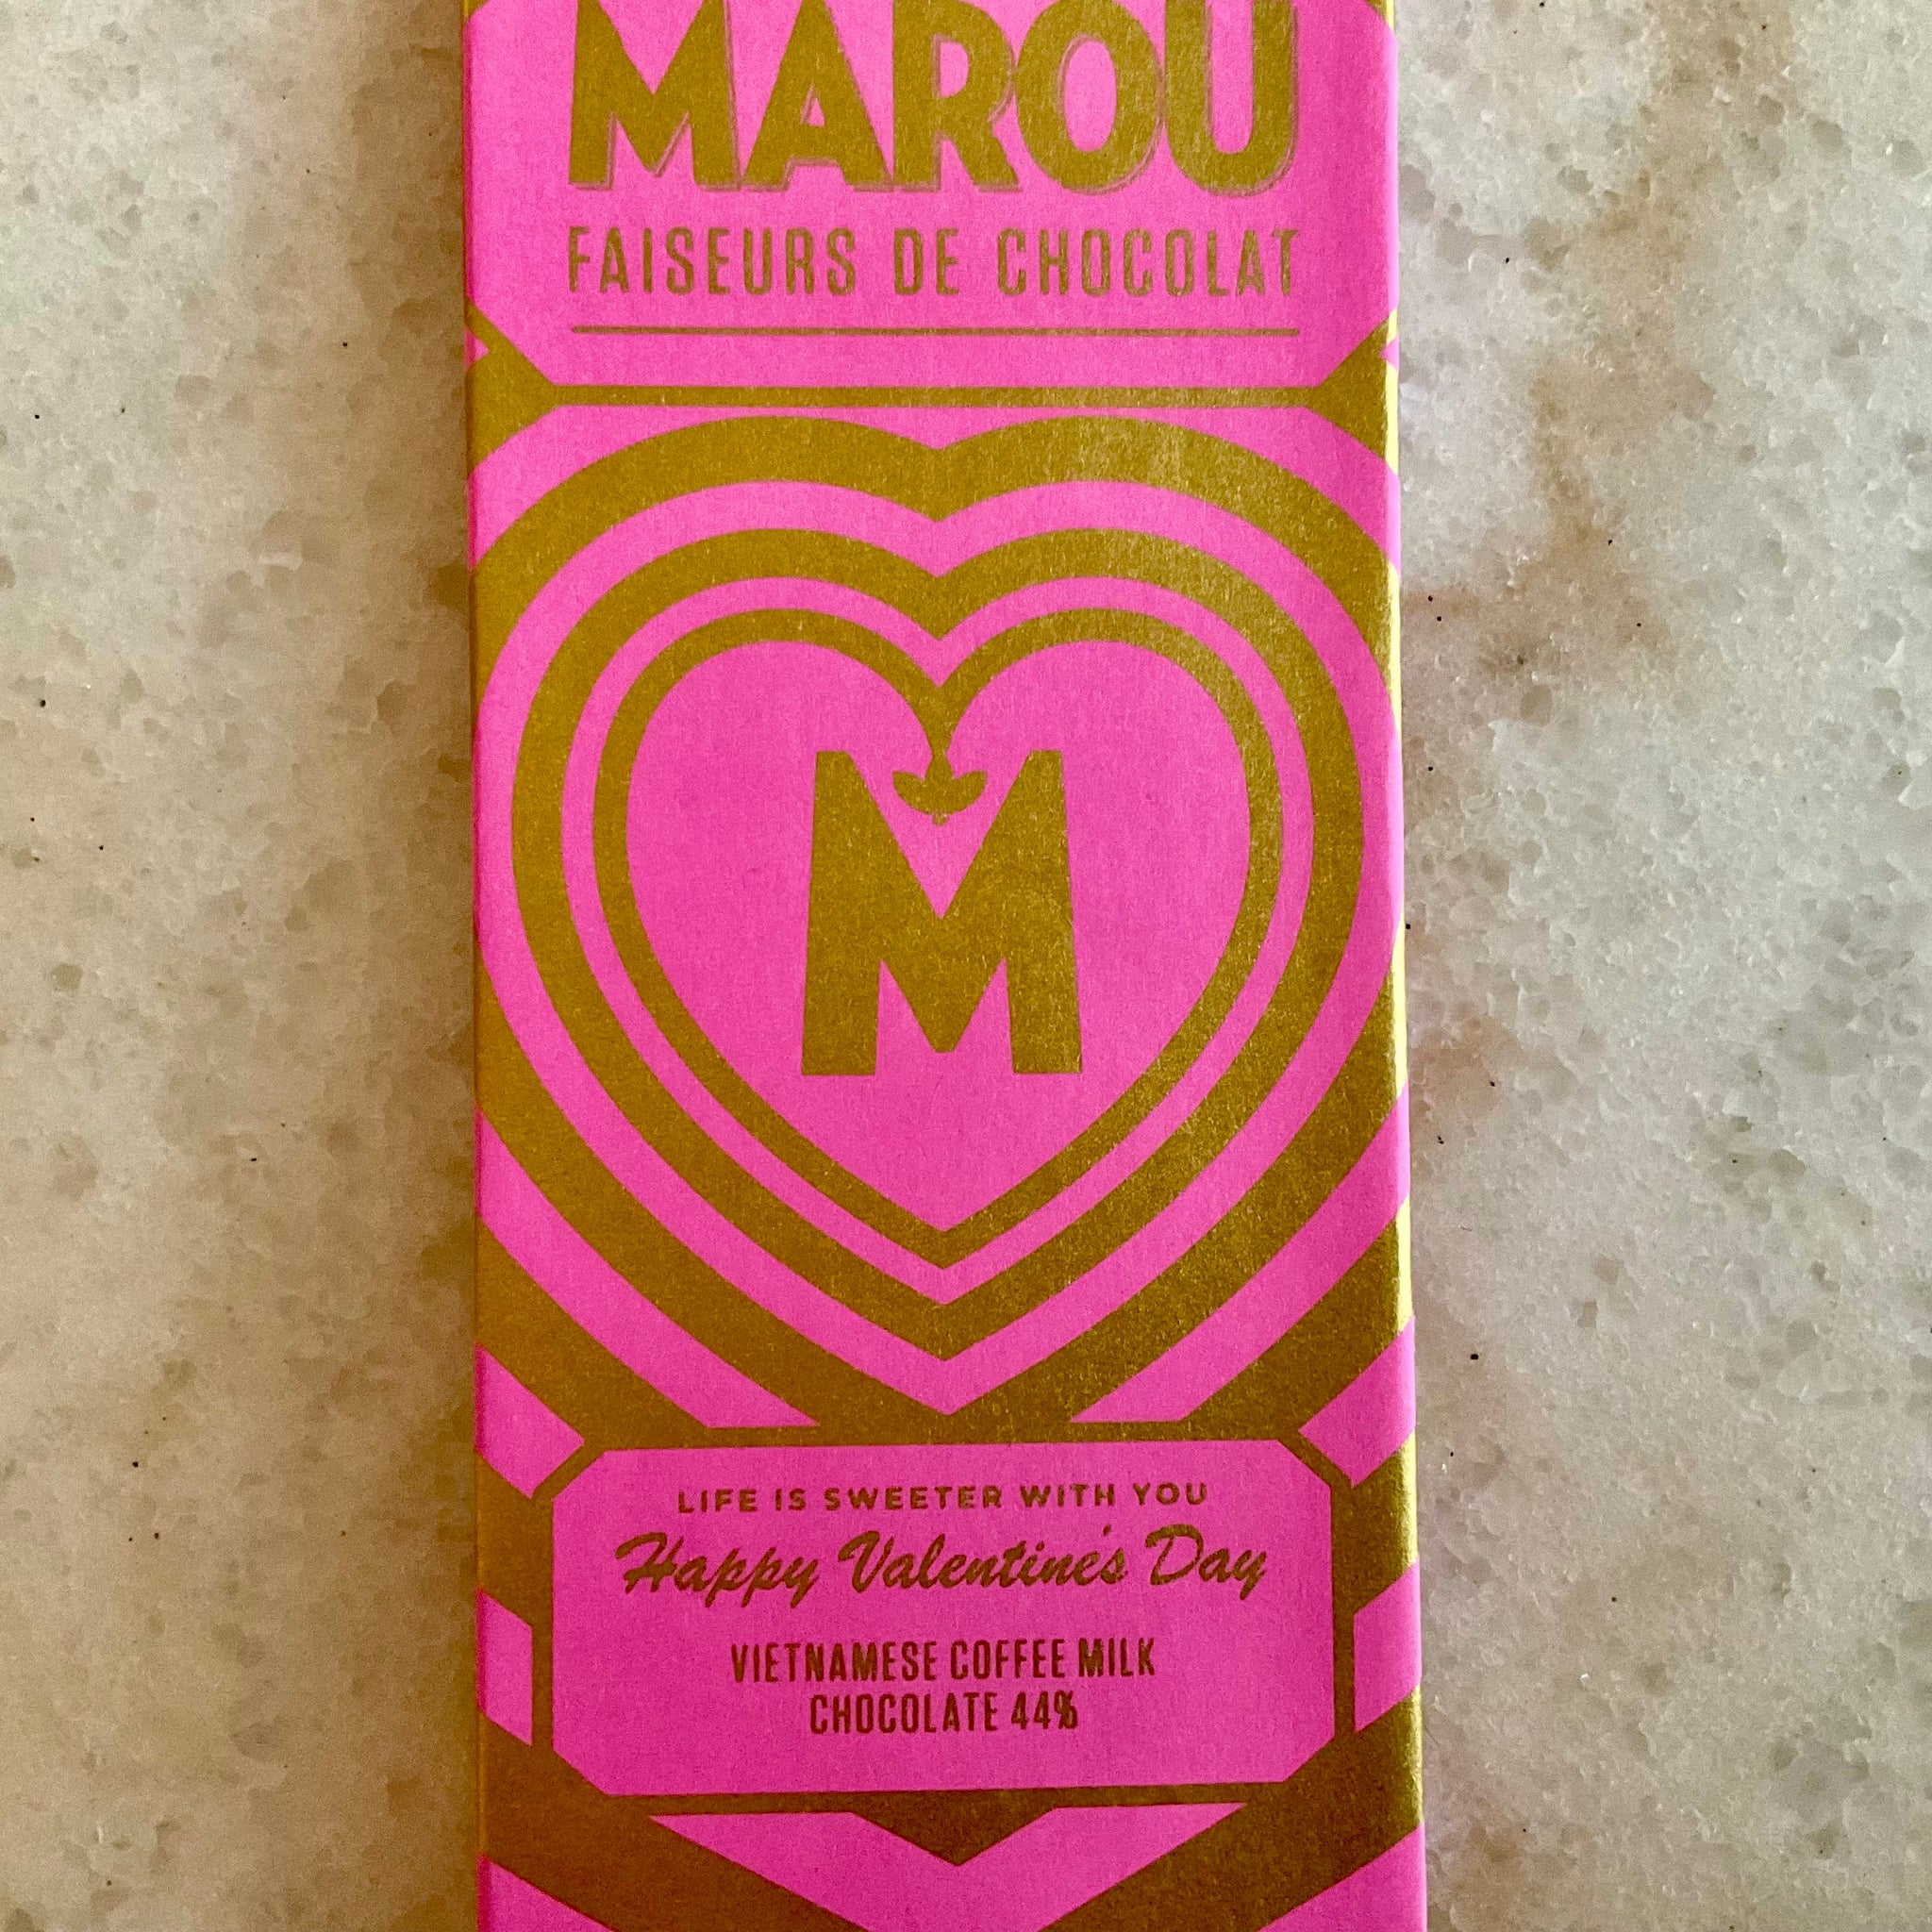 MAROU
FAISEURS DE CHOCOLAT
M
LIFE IS SWEETER WITH YOU
Happy Valentine's Day
VIETNAMESE COFFEE MILK
CHOCOLATE 44%